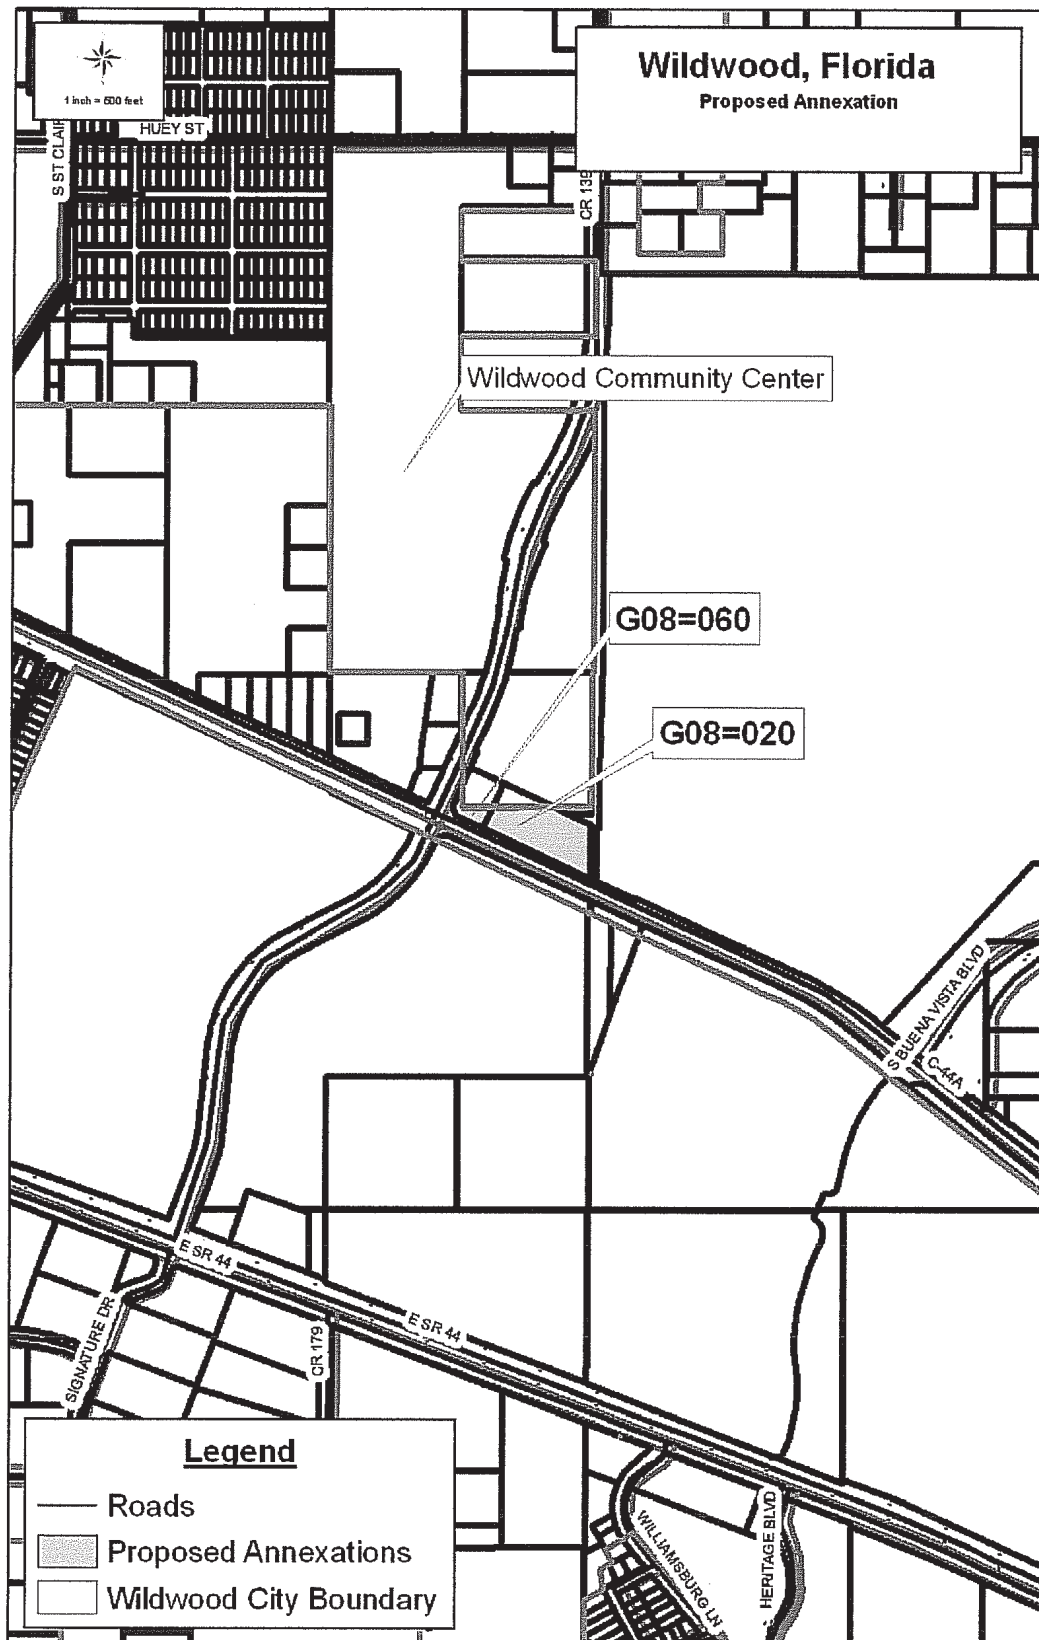 Wildwood, Florida
Proposed Annexation
1 inch = 500 feet
HUEY ST
S ST CLAIR
CR 139
Wildwood Community Center
G08=060
G08=020
S BUENA VISTA BLVD
C-44A
E SR 44
E SR 44
SIGNATURE DR
CR 179
WILLIAMSBURG LN
HERITAGE BLVD
Legend
Roads
Proposed Annexations
Wildwood City Boundary